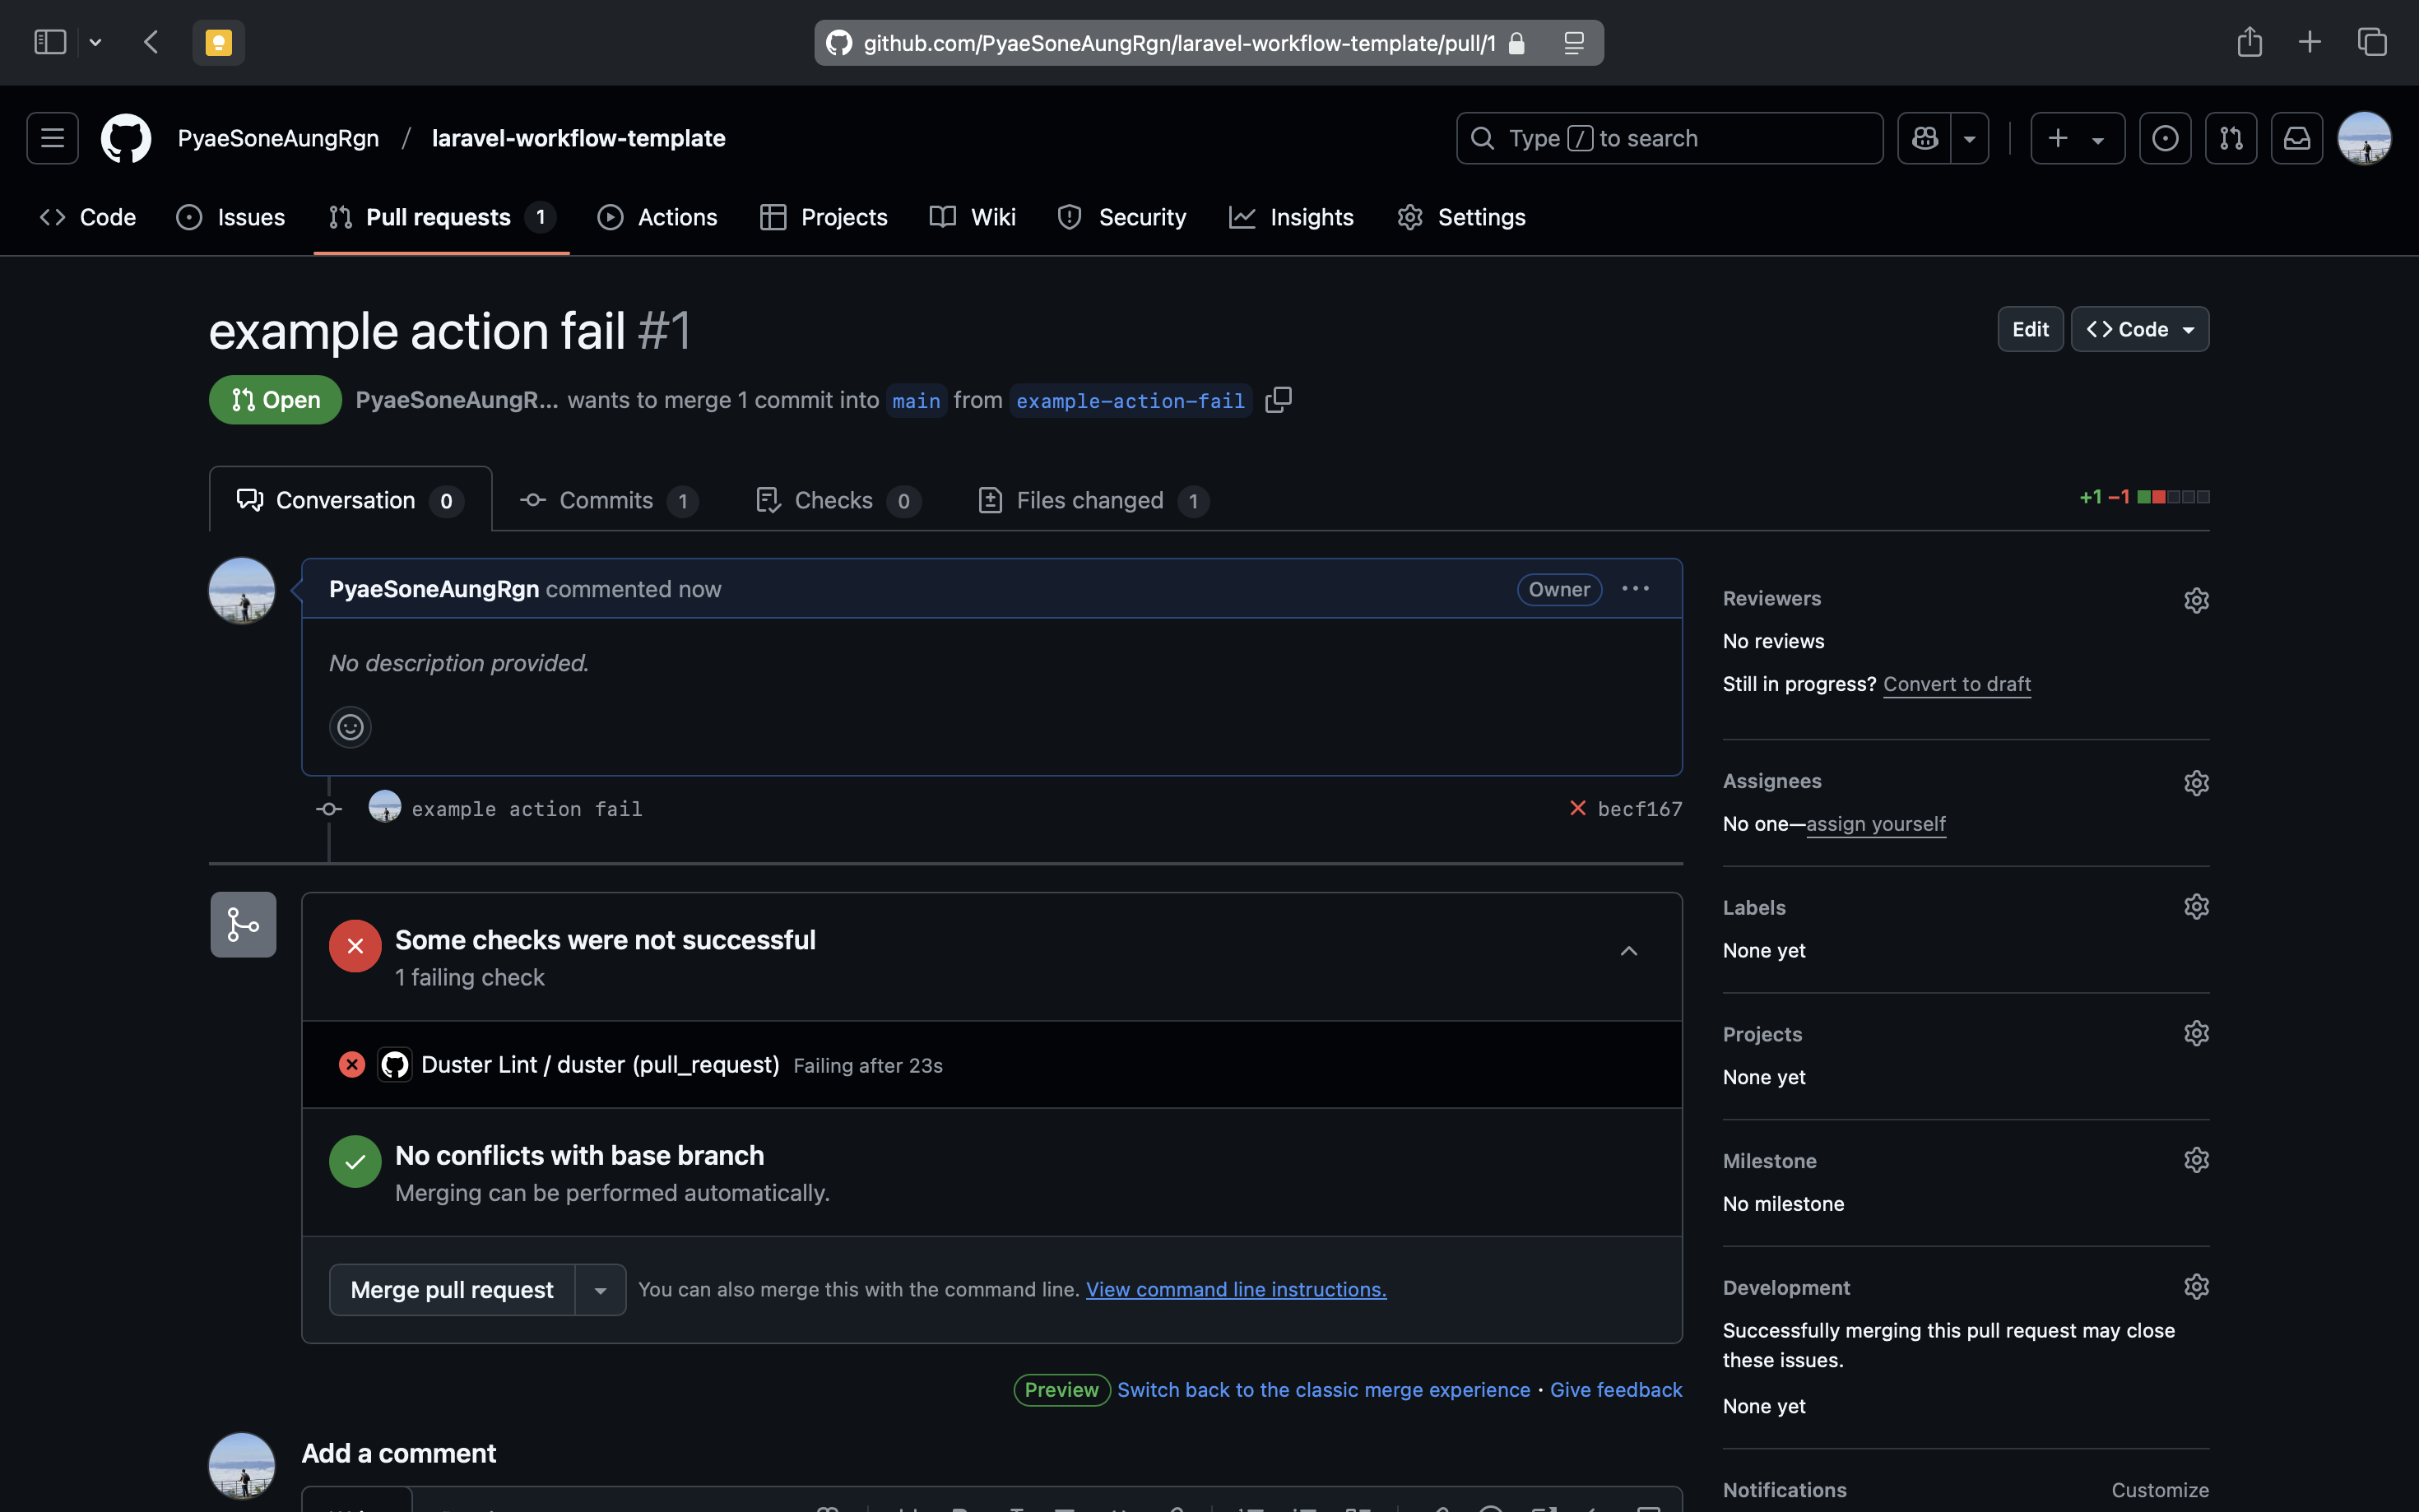 github.com/PyaeSoneAungRgn/laravel-workflow-template/pull/1
PyaeSoneAungRgn / laravel-workflow-template
Type / to search
Code
Issues
Pull requests 1
Actions
Projects
Wiki
Security
Insights
Settings
example action fail #1
Edit
Code
Open
PyaeSoneAungR... wants to merge 1 commit into main from example-action-fail
Conversation 0
Commits 1
Checks 0
Files changed 1
+1 −1
PyaeSoneAungRgn commented now
Owner
No description provided.
example action fail
becf167
Some checks were not successful
1 failing check
Duster Lint / duster (pull_request) Failing after 23s
No conflicts with base branch
Merging can be performed automatically.
Merge pull request
You can also merge this with the command line. View command line instructions.
Preview Switch back to the classic merge experience • Give feedback
Add a comment
Reviewers
No reviews
Still in progress? Convert to draft
Assignees
No one—assign yourself
Labels
None yet
Projects
None yet
Milestone
No milestone
Development
Successfully merging this pull request may close
these issues.
None yet
Notifications
Customize